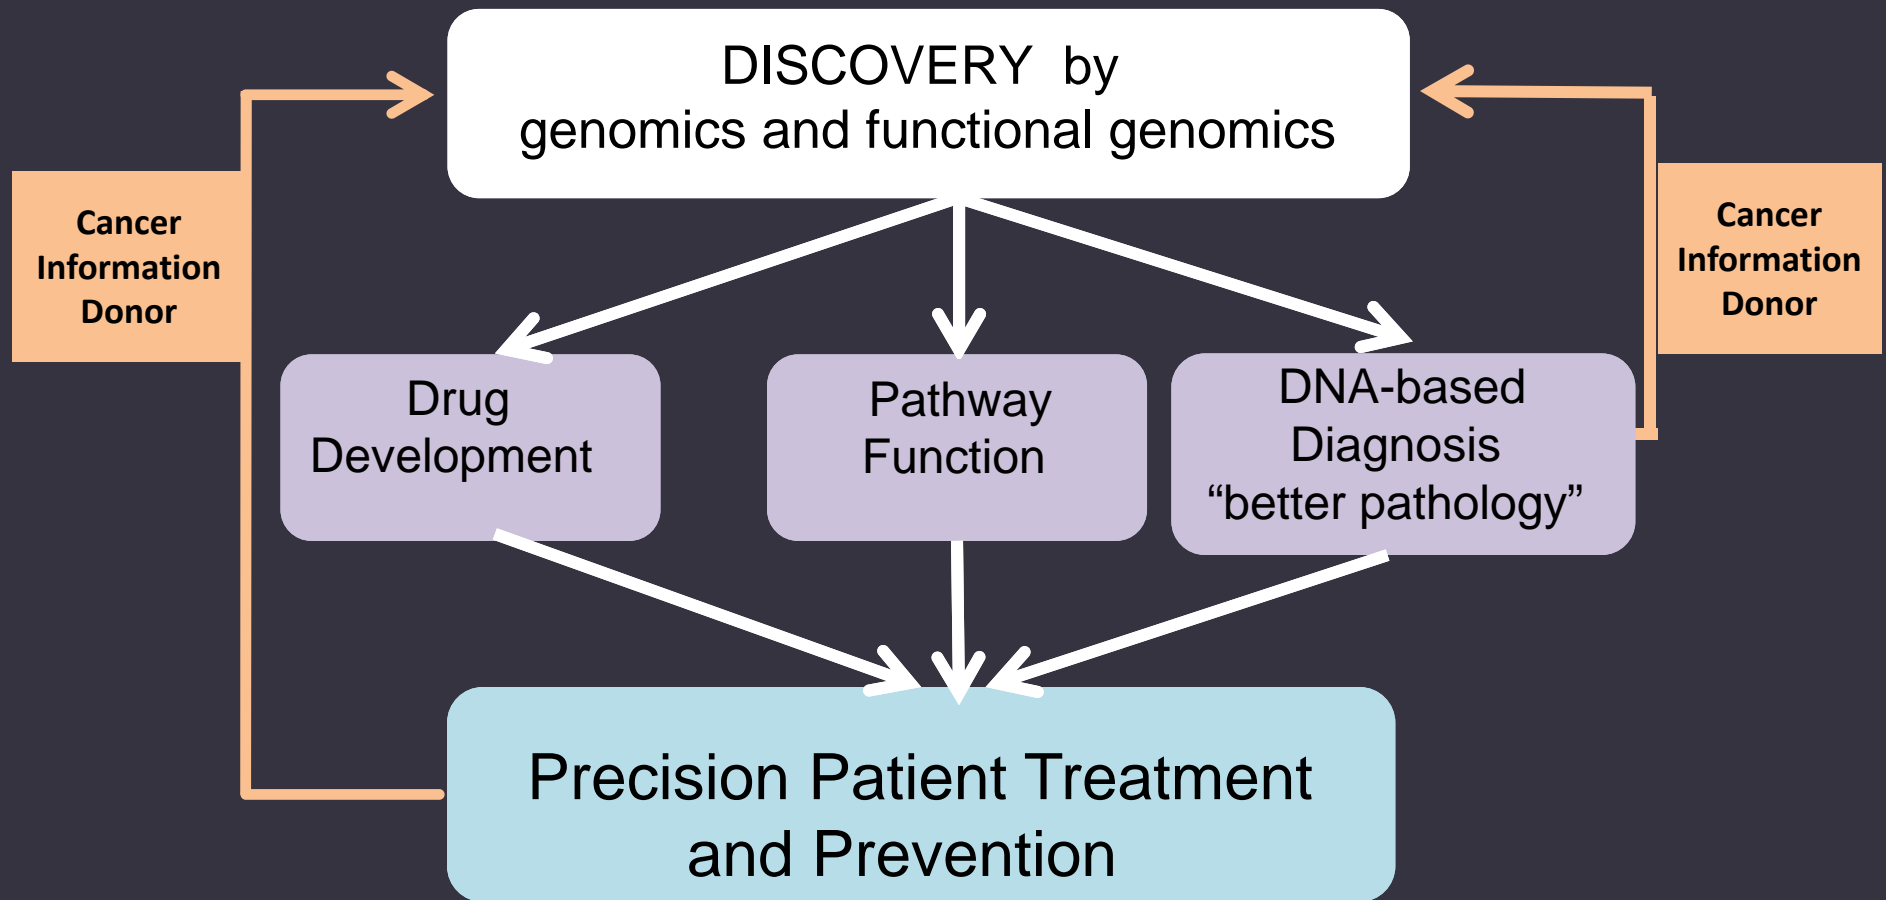 DISCOVERY by
genomics and functional genomics
Cancer
Information
Donor
Cancer
Information
Donor
Drug
Development
Pathway
Function
DNA-based
Diagnosis
“better pathology”
Precision Patient Treatment
and Prevention